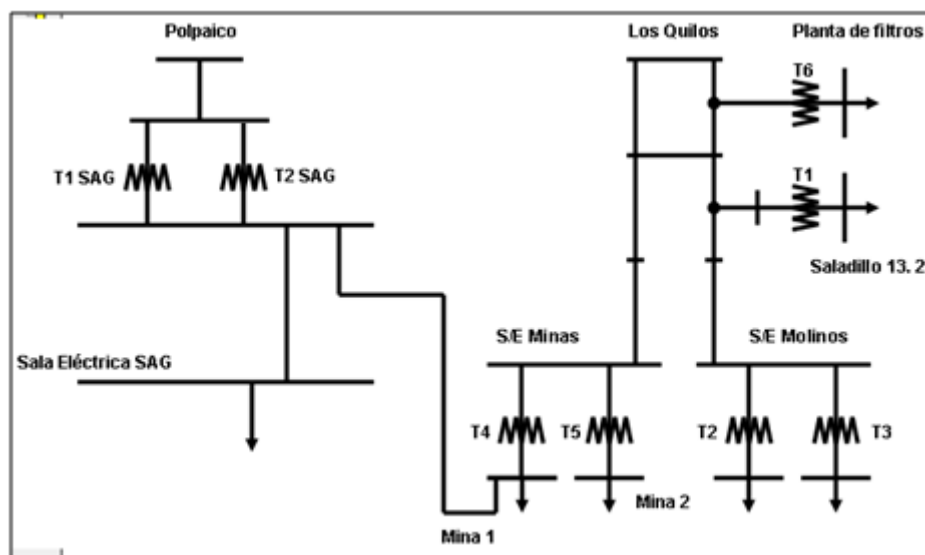 Polpaico
Los Quilos
Planta de filtros
T6
T1 SAG
T2 SAG
T1
Saladillo 13. 2
S/E Minas
S/E Molinos
Sala Eléctrica SAG
T4
T5
T2
T3
Mina 2
Mina 1